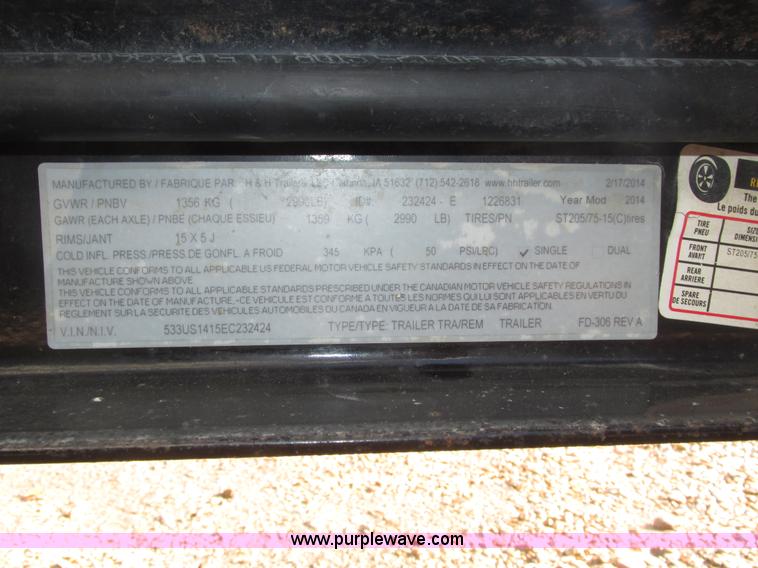 MANUFACTURED BY / FABRIQUE PAR: H & H Trailers, LLC Clarinda, IA 51632 (712) 542-2618 www.hhtrailer.com 2/17/2014
GVWR / PNBV 1356 KG ( 2990LB) ID#: 232424 - E 1226831 Year Mod 2014
GAWR (EACH AXLE) / PNBE (CHAQUE ESSIEU) 1359 KG ( 2990 LB) TIRES/PN ST205/75-15(C)tires
RIMS/JANT 15 X 5 J
COLD INFL. PRESS./PRESS DE GONFL. A FROID 345 KPA ( 50 PSI/LPC) ✓ SINGLE DUAL
THIS VEHICLE CONFORMS TO ALL APPLICABLE US FEDERAL MOTOR VEHICLE SAFETY STANDARDS IN EFFECT ON THE DATE OF
MANUFACTURE SHOWN ABOVE
THIS VEHICLE CONFORMS TO ALL APPLICABLE STANDARDS PRESCRIBED UNDER THE CANADIAN MOTOR VEHICLE SAFETY REGULATIONS IN
EFFECT ON THE DATE OF MANUFACTURE.-CE VEHICULE EST CONFORME A TOUTES LES NORMES QUI LUI SONT APPLICABLES EN VERTU DU
REGLEMENT SUR LA SECURITE DES VEHICULES AUTOMOBILES DU CANADA EN VIGUEUR A LA DATE DE SA FABRICATION.
V.I.N./N.I.V. 533US1415EC232424 TYPE/TYPE: TRAILER TRA/REM TRAILER FD-306 REV A
The
Le poids du
TIRE
PNEU
SIZE
DIMENSI
FRONT
AVANT
ST205/75
REAR
ARRIERE
SPARE
DE SECOURS
www.purplewave.com